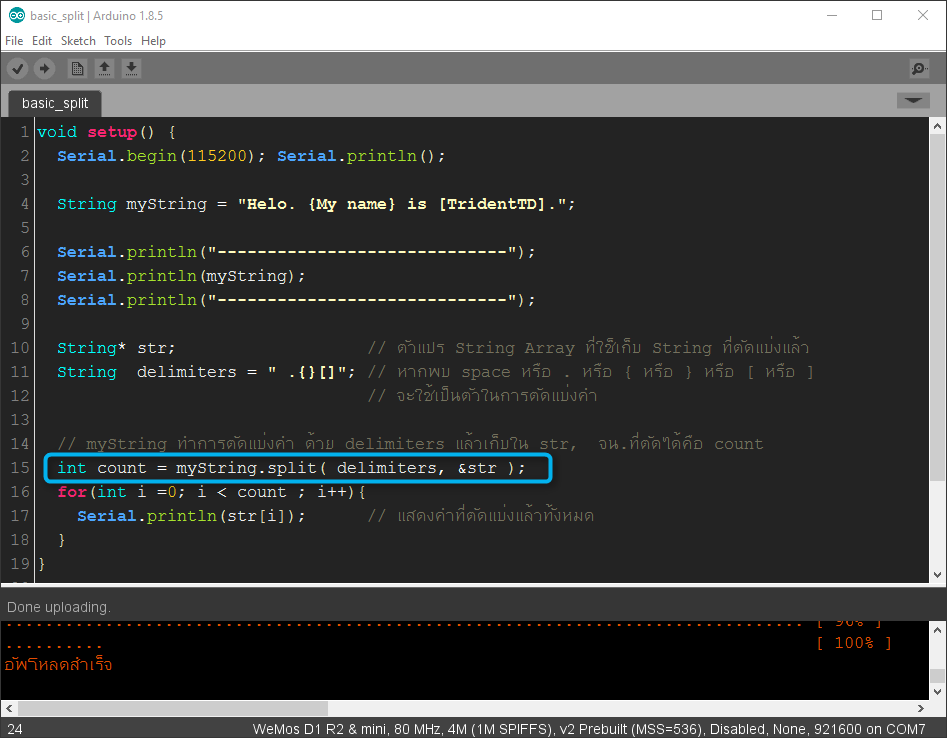 basic_split | Arduino 1.8.5
File Edit Sketch Tools Help
basic_split
1 void setup() {
2 Serial.begin(115200); Serial.println();
3
4 String myString = "Helo. {My name} is [TridentTD].";
5
6 Serial.println("-----------------------------");
7 Serial.println(myString);
8 Serial.println("-----------------------------");
9
10 String* str; // ตัวแปร String Array ที่ใช้เก็บ String ที่ตัดแบ่งแล้ว
11 String delimiters = " .{}[]"; // หากพบ space หรือ . หรือ { หรือ } หรือ [ หรือ ]
12 // จะใช้เป็นตัวในการตัดแบ่งคำ
13
14 // myString ทำการตัดแบ่งคำ ด้วย delimiters แล้วเก็บใน str, จน.ที่ตัดได้คือ count
15 int count = myString.split( delimiters, &str );
16 for(int i =0; i < count ; i++){
17 Serial.println(str[i]); // แสดงคำที่ตัดแบ่งแล้วทั้งหมด
18 }
19 }
Done uploading.
................................................................................ [ 96% ]
.......... [ 100% ]
อัพโหลดสำเร็จ
24 WeMos D1 R2 & mini, 80 MHz, 4M (1M SPIFFS), v2 Prebuilt (MSS=536), Disabled, None, 921600 on COM7